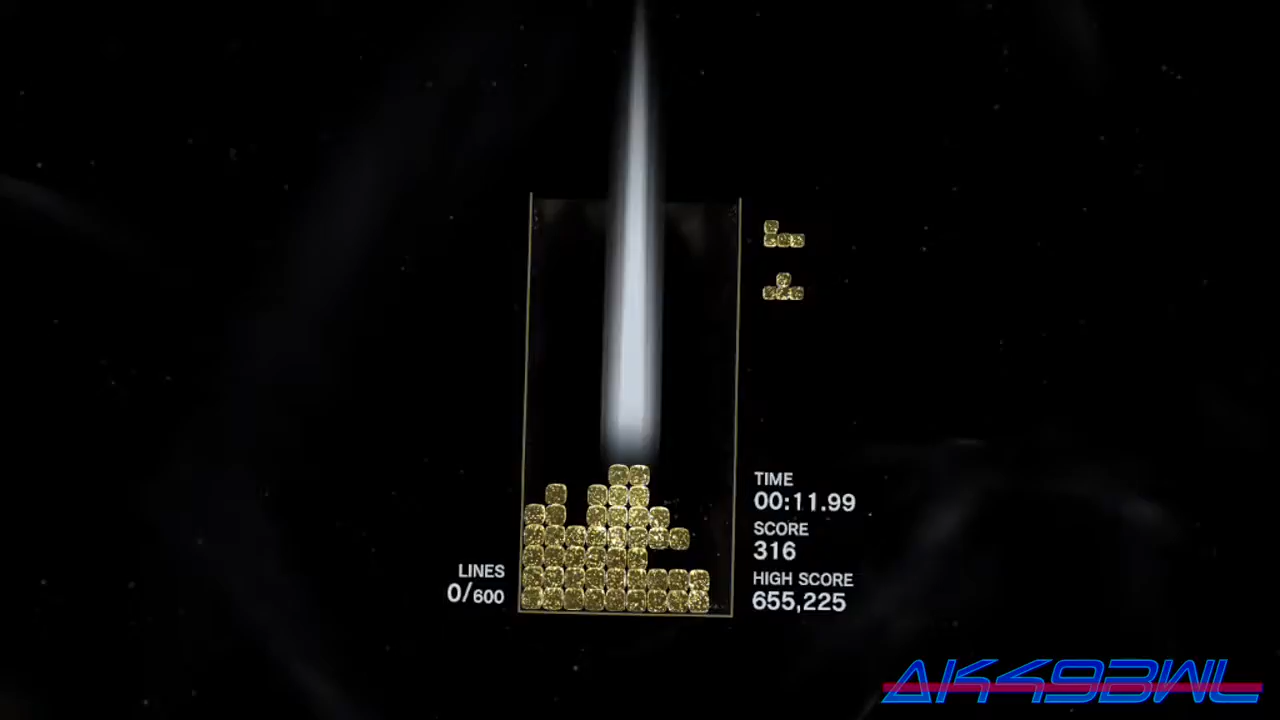 TIME
00:11.99
SCORE
316
HIGH SCORE
655,225
LINES
0/600
AK49BWL